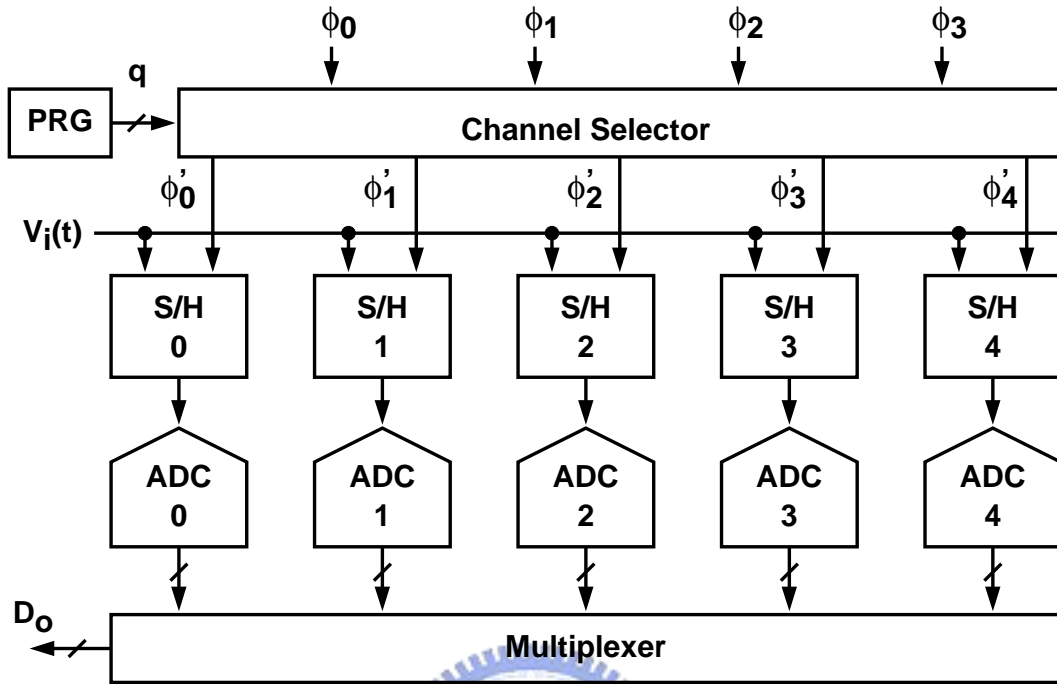 ϕ0 ϕ1 ϕ2 ϕ3
q
PRG
Channel Selector
ϕ'0 ϕ'1 ϕ'2 ϕ'3 ϕ'4
Vi(t)
S/H S/H S/H S/H S/H
0 1 2 3 4
ADC ADC ADC ADC ADC
0 1 2 3 4
Do
Multiplexer